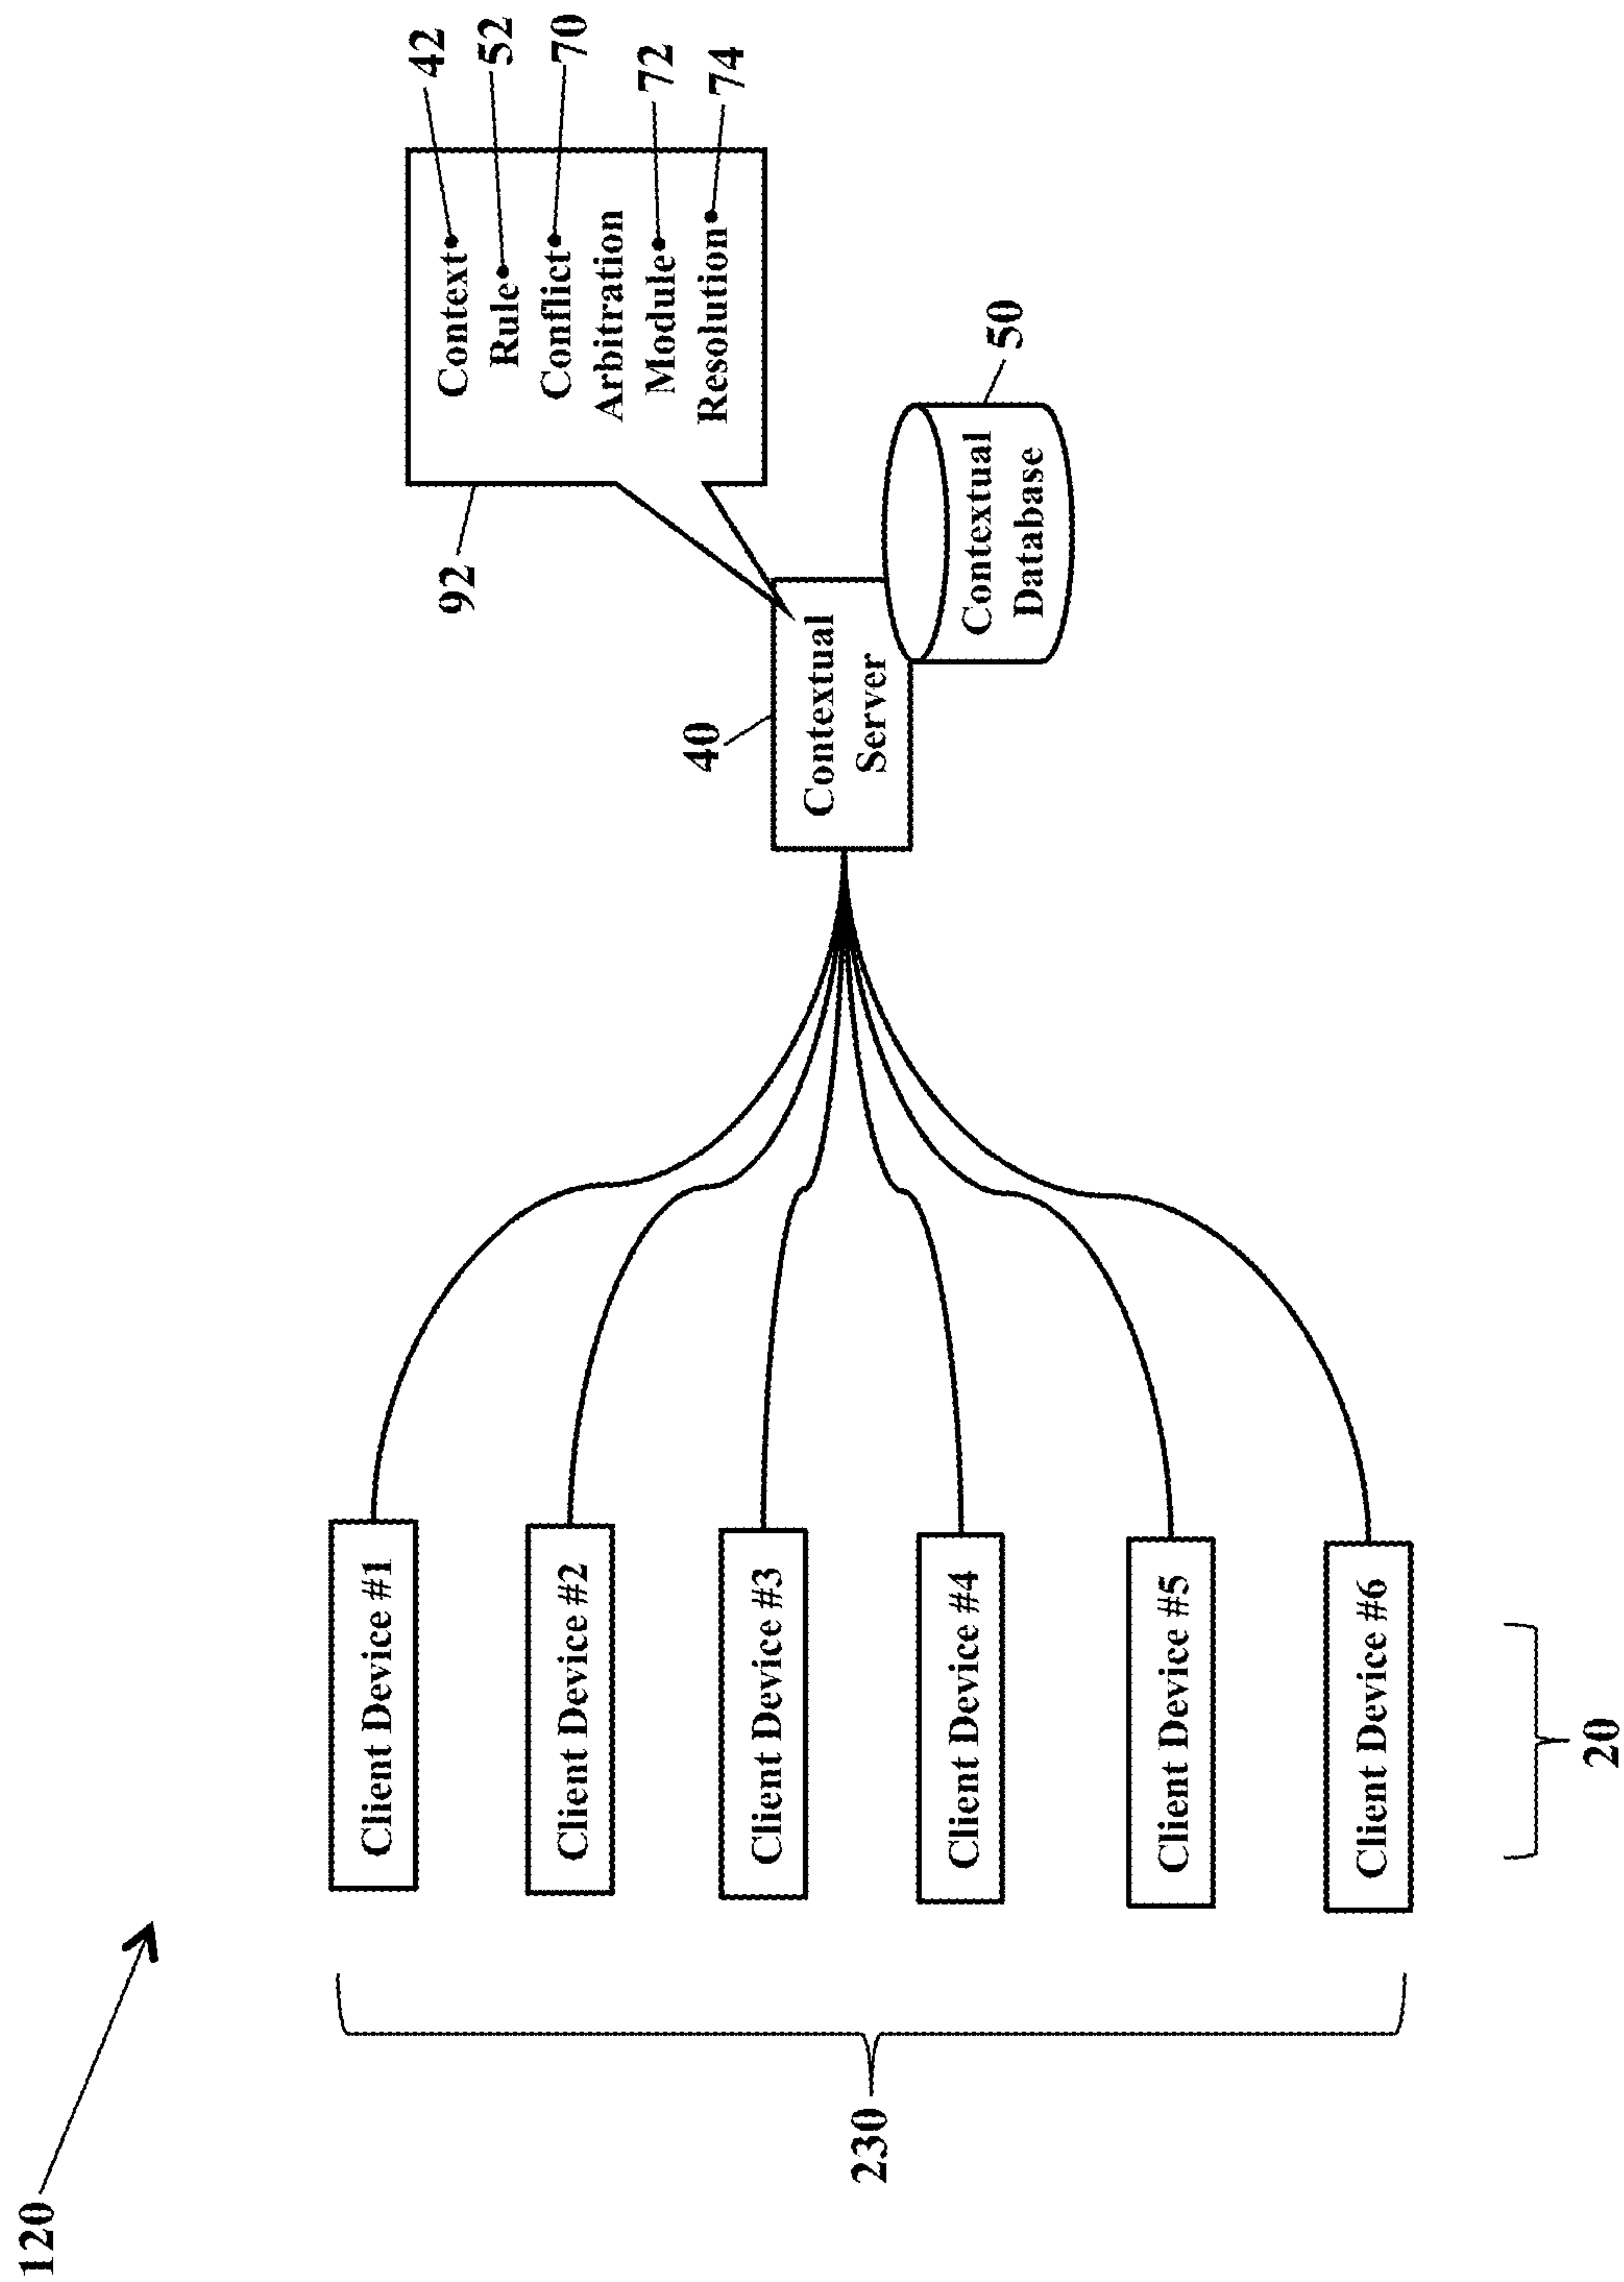 120
230
Client Device #1
Client Device #2
Client Device #3
Client Device #4
Client Device #5
Client Device #6
20
40
Contextual
Server
Contextual
Database
50
92
Context
Rule
Conflict
Arbitration
Module
Resolution
42
52
70
72
74